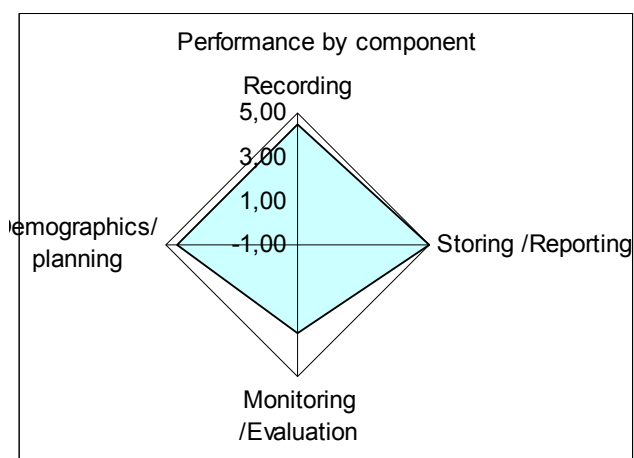 Performance by component
Recording
5,00
3,00
1,00
-1,00
emographics/
planning
Storing /Reporting
Monitoring
/Evaluation